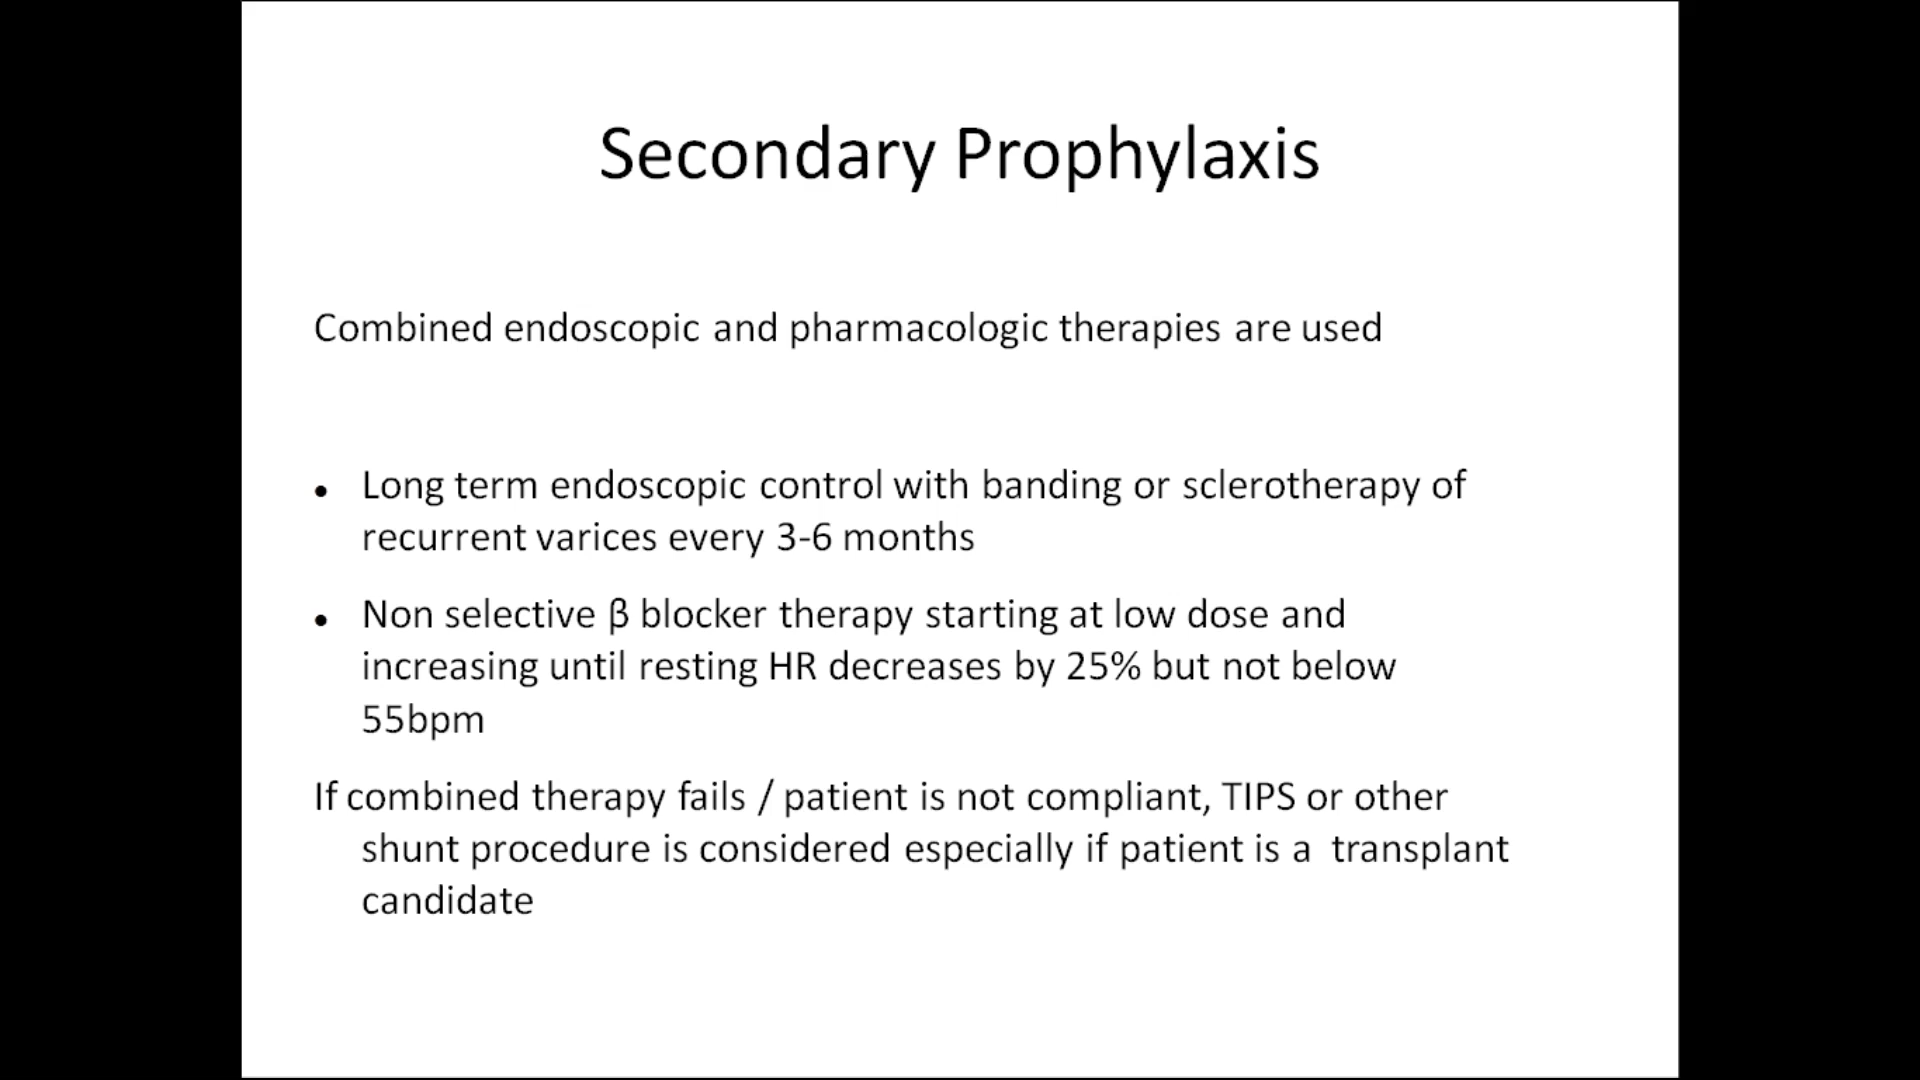 Secondary Prophylaxis
Combined endoscopic and pharmacologic therapies are used
• Long term endoscopic control with banding or sclerotherapy of
recurrent varices every 3-6 months
• Non selective β blocker therapy starting at low dose and
increasing until resting HR decreases by 25% but not below
55bpm
If combined therapy fails / patient is not compliant, TIPS or other
shunt procedure is considered especially if patient is a  transplant
candidate